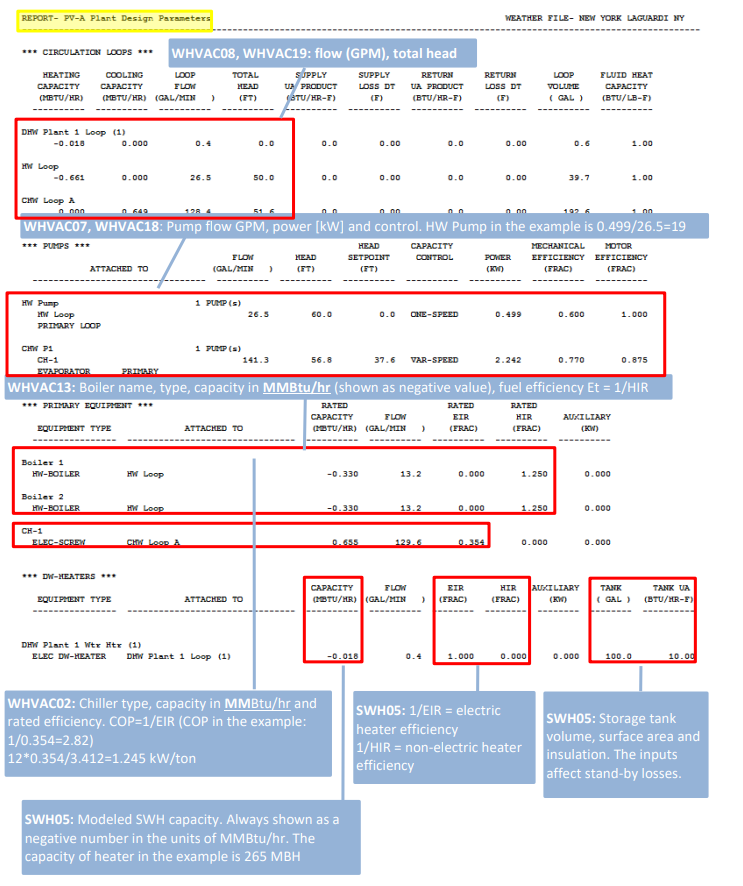 REPORT- PV-A Plant Design Parameters WEATHER FILE- NEW YORK LAGUARDI NY
*** CIRCULATION LOOPS *** WHVAC08, WHVAC19: flow (GPM), total head
HEATING COOLING LOOP TOTAL SUPPLY SUPPLY RETURN RETURN LOOP FLUID HEAT
CAPACITY CAPACITY FLOW HEAD UA PRODUCT LOSS DT UA PRODUCT LOSS DT VOLUME CAPACITY
(MBTU/HR) (MBTU/HR) (GAL/MIN ) (FT) (BTU/HR-F) (F) (BTU/HR-F) (F) ( GAL ) (BTU/LB-F)
DHW Plant 1 Loop (1)
-0.018 0.000 0.4 0.0 0.0 0.0 0.0 0.0 0.6 1.00
HW Loop
-0.661 0.000 26.5 50.0 0.0 0.0 0.0 0.0 39.7 1.00
CHW Loop A
0.000 0.649 128.4 51.6 0.0 0.0 0.0 0.0 192.6 1.00
WHVAC07, WHVAC18: Pump flow GPM, power [kW] and control. HW Pump in the example is 0.499/26.5=19
*** PUMPS ***
HEAD CAPACITY MECHANICAL MOTOR
FLOW HEAD SETPOINT CONTROL POWER EFFICIENCY EFFICIENCY
ATTACHED TO (GAL/MIN ) (FT) (FT) (KW) (FRAC) (FRAC)
HW Pump 1 PUMP(s)
HW Loop 26.5 60.0 0.0 ONE-SPEED 0.499 0.600 1.000
PRIMARY LOOP
CHW P1 1 PUMP(s)
CH-1 141.3 56.8 37.6 VAR-SPEED 2.242 0.770 0.875
EVAPORATOR PRIMARY
WHVAC13: Boiler name, type, capacity in MMBtu/hr (shown as negative value), fuel efficiency Et = 1/HIR
*** PRIMARY EQUIPMENT *** RATED RATED RATED
CAPACITY FLOW EIR HIR AUXILIARY
EQUIPMENT TYPE ATTACHED TO (MBTU/HR) (GAL/MIN ) (FRAC) (FRAC) (KW)
Boiler 1
HW-BOILER HW Loop -0.330 13.2 0.000 1.250 0.000
Boiler 2
HW-BOILER HW Loop -0.330 13.2 0.000 1.250 0.000
CH-1
ELEC-SCREW CHW Loop A 0.655 129.6 0.354 0.000 0.000
*** DW-HEATERS ***
CAPACITY FLOW EIR HIR AUXILIARY TANK TANK UA
EQUIPMENT TYPE ATTACHED TO (MBTU/HR) (GAL/MIN ) (FRAC) (FRAC) (KW) ( GAL ) (BTU/HR-F)
DHW Plant 1 Wtr Htr (1)
ELEC DW-HEATER DHW Plant 1 Loop (1) -0.018 0.4 1.000 0.000 0.000 100.0 10.00
WHVAC02: Chiller type, capacity in MMBtu/hr and
rated efficiency. COP=1/EIR (COP in the example:
1/0.354=2.82)
12*0.354/3.412=1.245 kW/ton
SWH05: 1/EIR = electric
heater efficiency
1/HIR = non-electric heater
efficiency
SWH05: Storage tank
volume, surface area and
insulation. The inputs
affect stand-by losses.
SWH05: Modeled SWH capacity. Always shown as a
negative number in the units of MMBtu/hr. The
capacity of heater in the example is 265 MBH